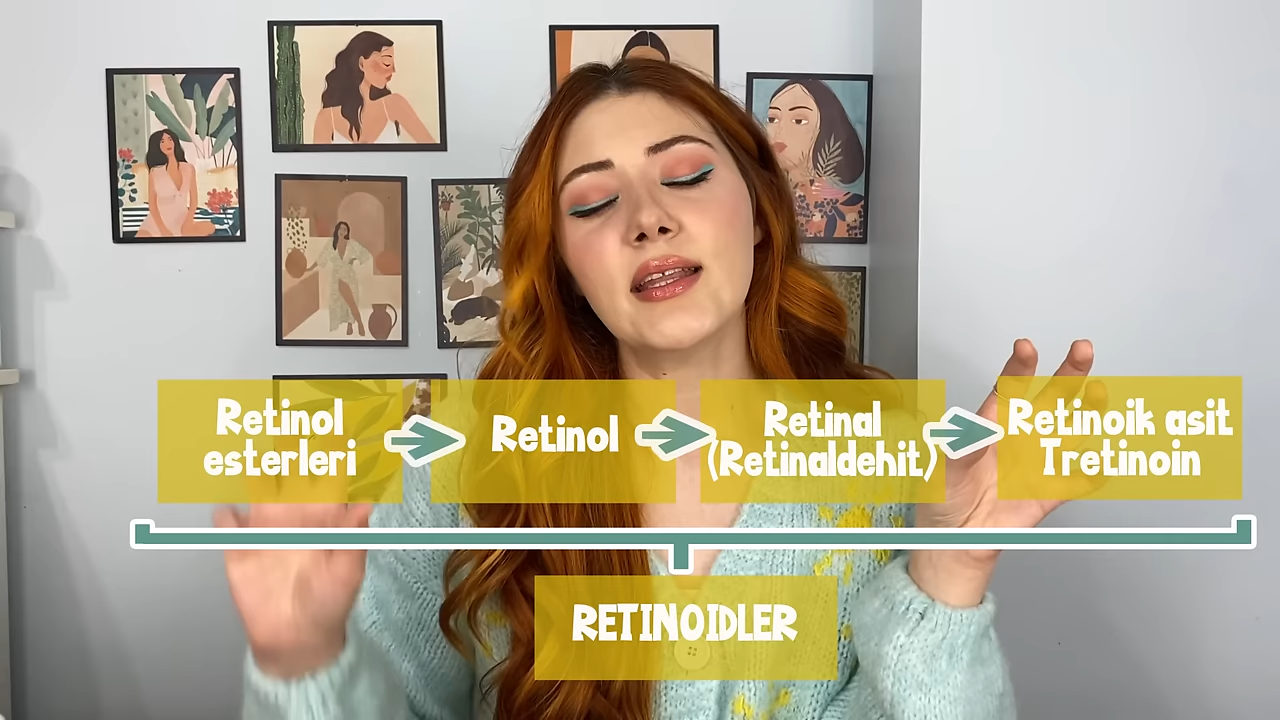 Retinol
esterleri
Retinol
Retinal
(Retinaldehit)
Retinoik asit
Tretinoin
RETINOIDLER